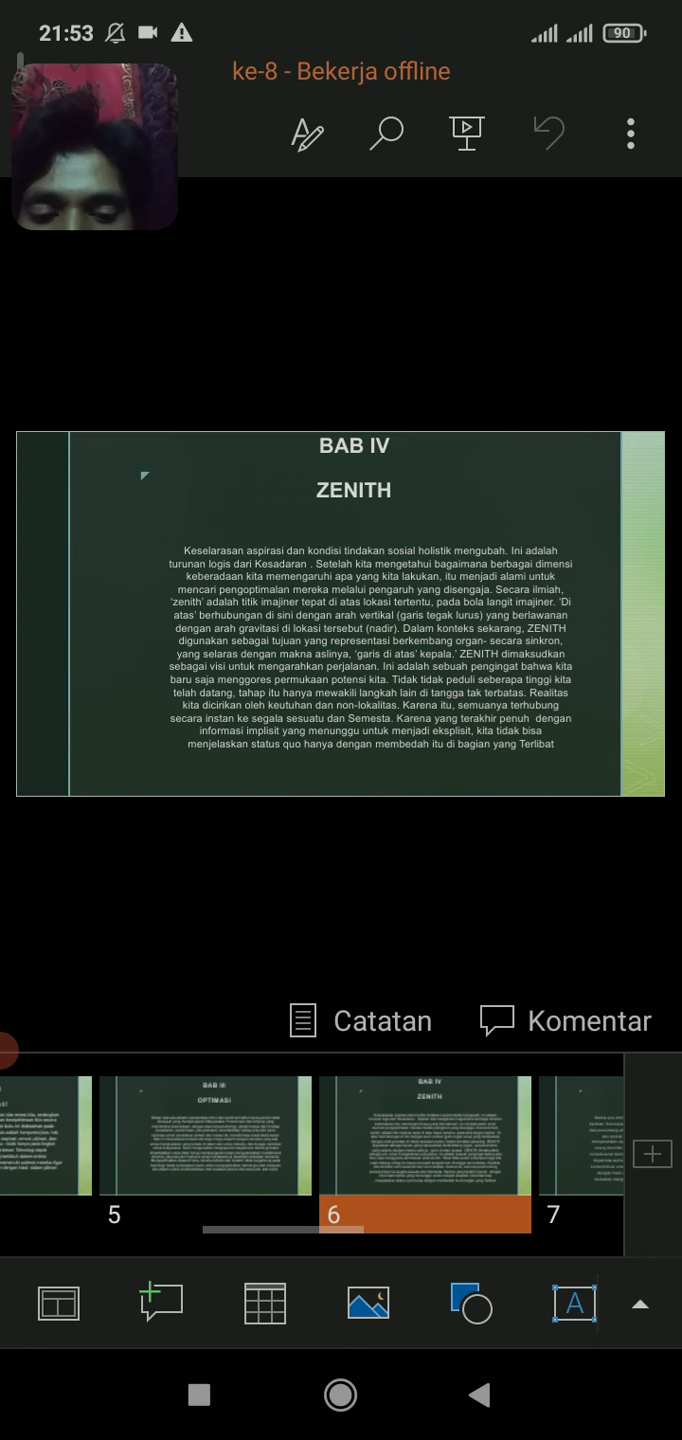 21:53
90
ke-8 - Bekerja offline
BAB IV
ZENITH
Keselarasan aspirasi dan kondisi tindakan sosial holistik mengubah. Ini adalah
turunan logis dari Kesadaran . Setelah kita mengetahui bagaimana berbagai dimensi
keberadaan kita memengaruhi apa yang kita lakukan, itu menjadi alami untuk
mencari pengoptimalan mereka melalui pengaruh yang disengaja. Secara ilmiah,
'zenith' adalah titik imajiner tepat di atas lokasi tertentu, pada bola langit imajiner. 'Di
atas' berhubungan di sini dengan arah vertikal (garis tegak lurus) yang berlawanan
dengan arah gravitasi di lokasi tersebut (nadir). Dalam konteks sekarang, ZENITH
digunakan sebagai tujuan yang representasi berkembang organ- secara sinkron,
yang selaras dengan makna aslinya, 'garis di atas' kepala.' ZENITH dimaksudkan
sebagai visi untuk mengarahkan perjalanan. Ini adalah sebuah pengingat bahwa kita
baru saja menggores permukaan potensi kita. Tidak tidak peduli seberapa tinggi kita
telah datang, tahap itu hanya mewakili langkah lain di tangga tak terbatas. Realitas
kita dicirikan oleh keutuhan dan non-lokalitas. Karena itu, semuanya terhubung
secara instan ke segala sesuatu dan Semesta. Karena yang terakhir penuh  dengan
informasi implisit yang menunggu untuk menjadi eksplisit, kita tidak bisa
menjelaskan status quo hanya dengan membedah itu di bagian yang Terlibat
Catatan
Komentar
BAB III
OPTIMASI
BAB IV
ZENITH
5
6
7
A